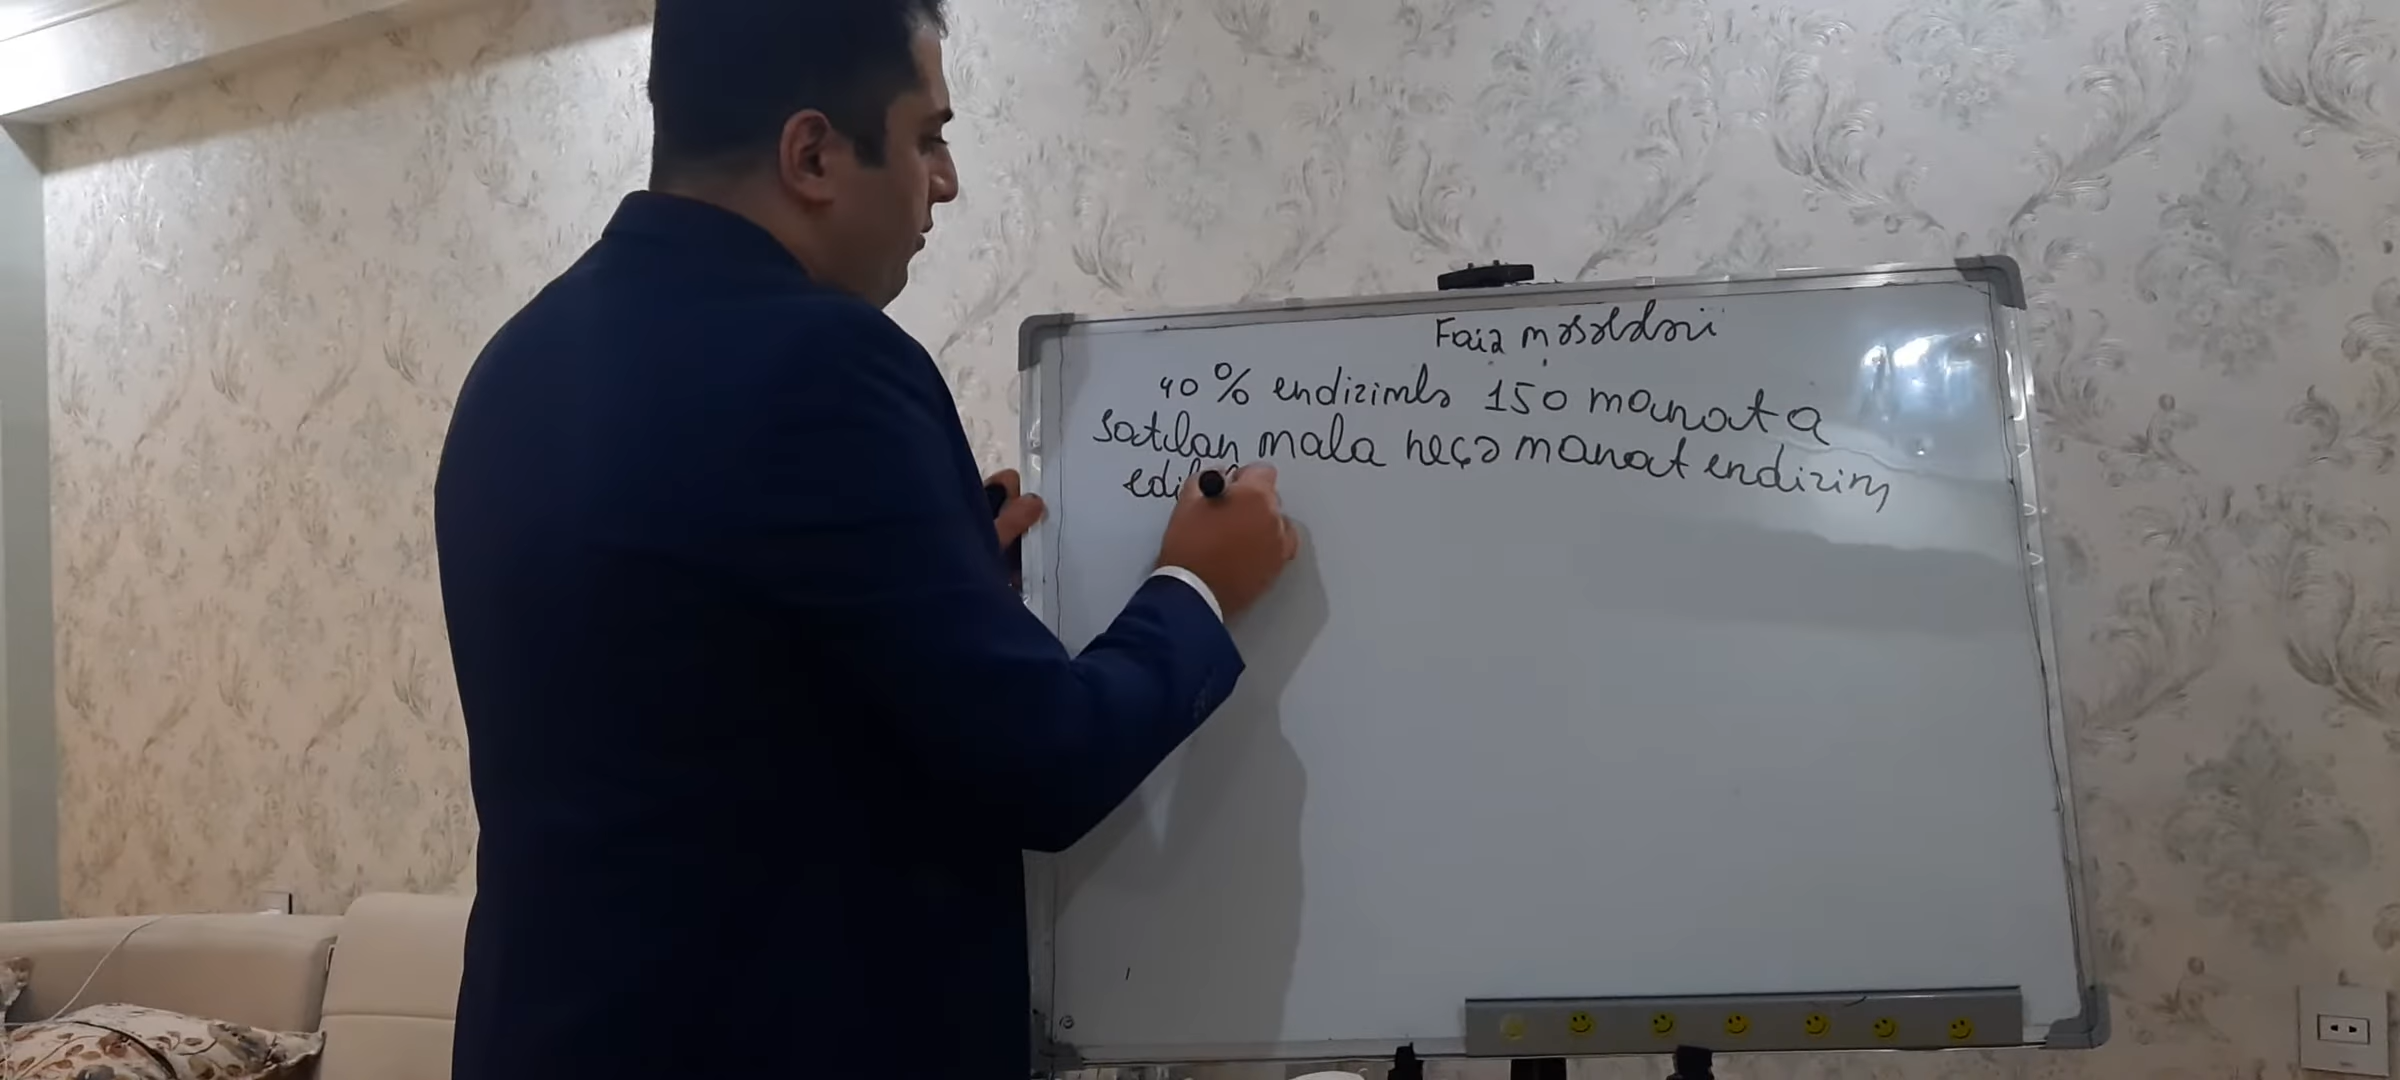 Faiz məsələləri
40% endirimlə 150 manata
satılan mala neçə manat endirim